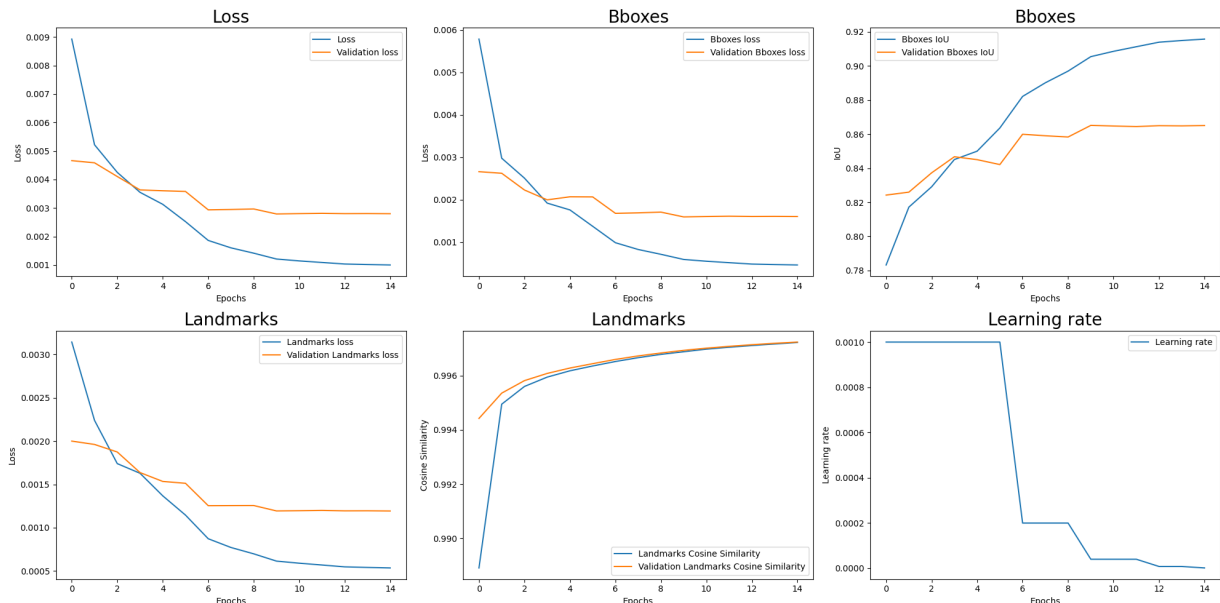 Loss
Loss
Validation loss
0.009
0.008
0.007
0.006
0.005
0.004
0.003
0.002
0.001
Loss
0 2 4 6 8 10 12 14
Epochs
Bboxes
Bboxes loss
Validation Bboxes loss
0.006
0.005
0.004
0.003
0.002
0.001
Loss
0 2 4 6 8 10 12 14
Epochs
Bboxes
Bboxes IoU
Validation Bboxes IoU
0.92
0.90
0.88
0.86
0.84
0.82
0.80
0.78
IoU
0 2 4 6 8 10 12 14
Epochs
Landmarks
Landmarks loss
Validation Landmarks loss
0.0030
0.0025
0.0020
0.0015
0.0010
0.0005
Loss
0 2 4 6 8 10 12 14
Epochs
Landmarks
0.996
0.994
0.992
0.990
Cosine Similarity
Landmarks Cosine Similarity
Validation Landmarks Cosine Similarity
0 2 4 6 8 10 12 14
Epochs
Learning rate
Learning rate
0.0010
0.0008
0.0006
0.0004
0.0002
0.0000
Learning rate
0 2 4 6 8 10 12 14
Epochs